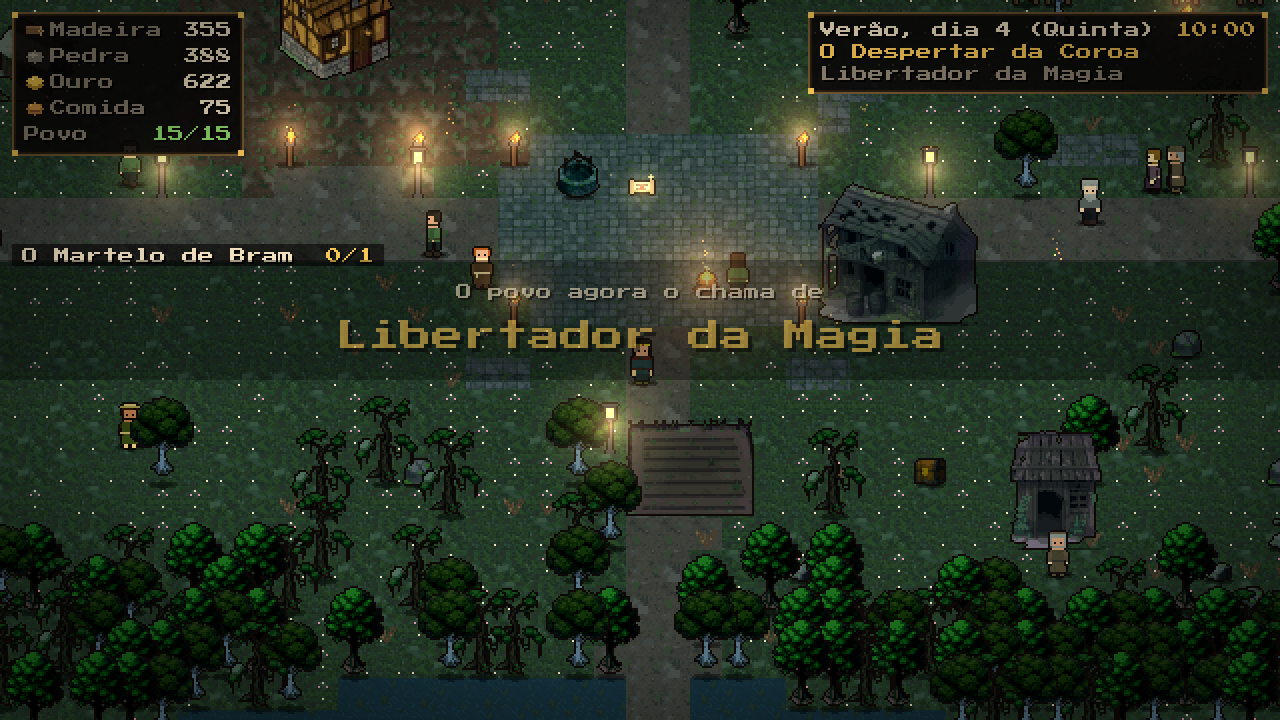 Madeira 355
Pedra 388
Ouro 622
Comida 75
Povo 15/15
Verão, dia 4 (Quinta) 10:00
O Despertar da Coroa
Libertador da Magia
O Martelo de Bram 0/1
O povo agora o chama de
Libertador da Magia